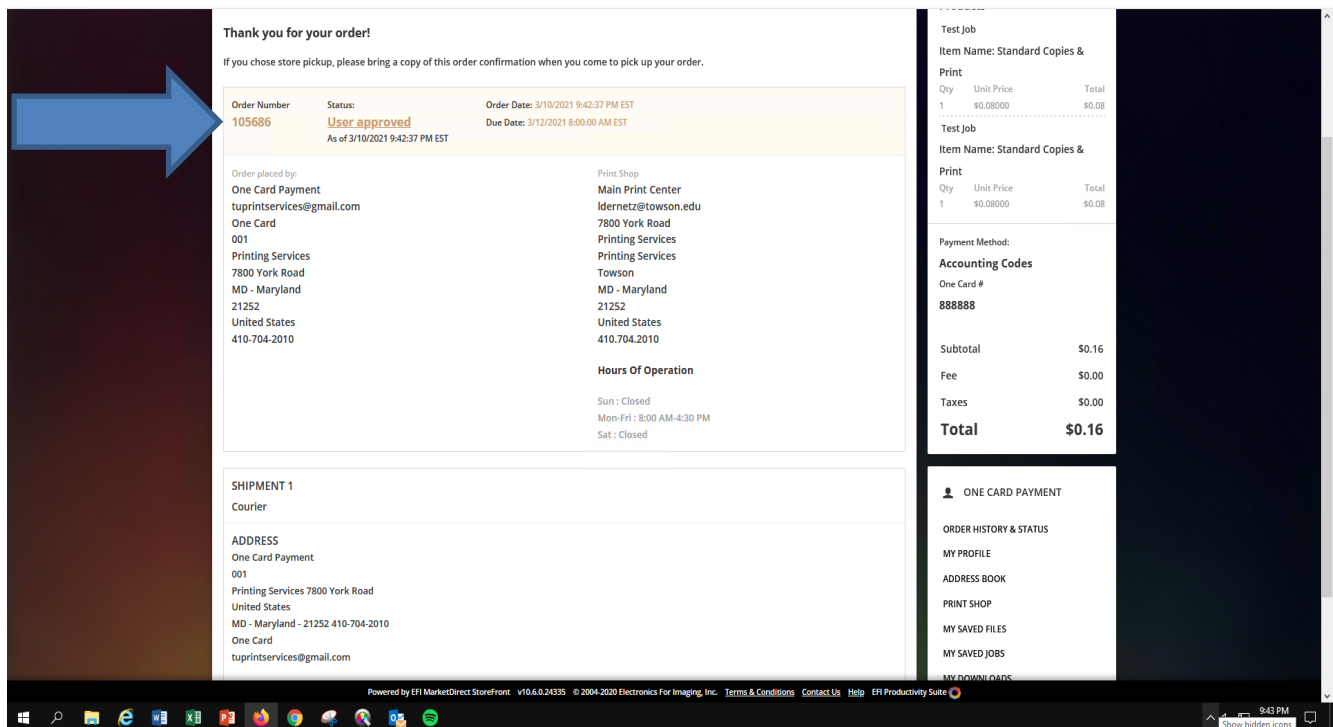 Thank you for your order!
If you chose store pickup, please bring a copy of this order confirmation when you come to pick up your order.
Order Number
105686
Status:
User approved
As of 3/10/2021 9:42:37 PM EST
Order Date: 3/10/2021 9:42:37 PM EST
Due Date: 3/12/2021 8:00:00 AM EST
Order placed by:
One Card Payment
tuprintservices@gmail.com
One Card
001
Printing Services
7800 York Road
MD - Maryland
21252
United States
410-704-2010
Print Shop
Main Print Center
ldernetz@towson.edu
7800 York Road
Printing Services
Printing Services
Towson
MD - Maryland
21252
United States
410.704.2010
Hours Of Operation
Sun : Closed
Mon-Fri : 8:00 AM-4:30 PM
Sat : Closed
SHIPMENT 1
Courier
ADDRESS
One Card Payment
001
Printing Services 7800 York Road
United States
MD - Maryland - 21252 410-704-2010
One Card
tuprintservices@gmail.com
Test Job
Item Name: Standard Copies &
Print
Qty Unit Price Total
1 $0.08000 $0.08
Test Job
Item Name: Standard Copies &
Print
Qty Unit Price Total
1 $0.08000 $0.08
Payment Method:
Accounting Codes
One Card #
888888
Subtotal $0.16
Fee $0.00
Taxes $0.00
Total $0.16
ONE CARD PAYMENT
ORDER HISTORY & STATUS
MY PROFILE
ADDRESS BOOK
PRINT SHOP
MY SAVED FILES
MY SAVED JOBS
MY DOWNLOADS
Powered by EFI MarketDirect StoreFront v10.6.0.24335 © 2004-2020 Electronics For Imaging, Inc. Terms & Conditions Contact Us Help EFI Productivity Suite
9:43 PM
Show hidden icons